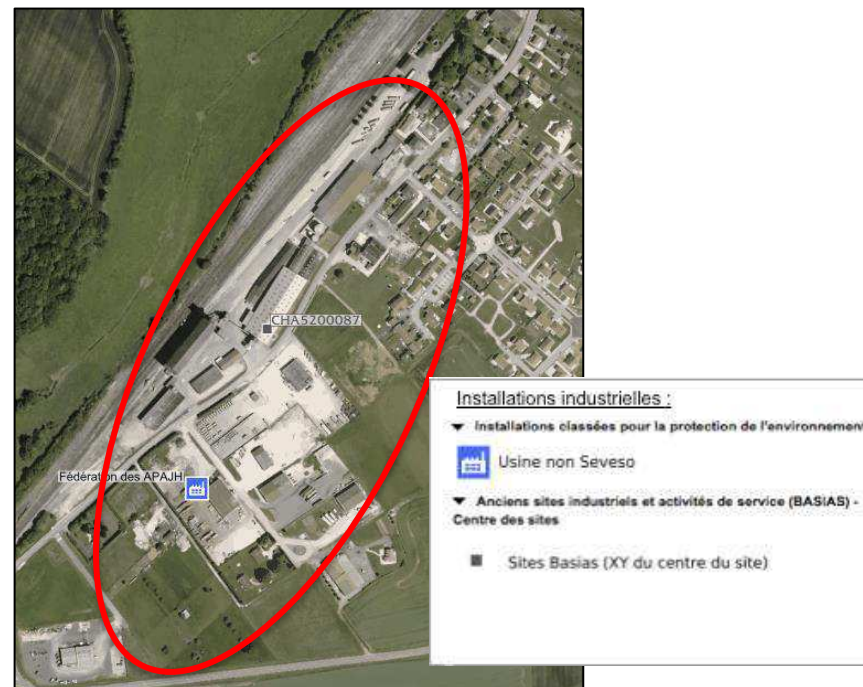 CHA5200087
Fédération des APAJH
Installations industrielles :
▼ Installations classées pour la protection de l'environnement
Usine non Seveso
▼ Anciens sites industriels et activités de service (BASIAS) -
Centre des sites
Sites Basias (XY du centre du site)